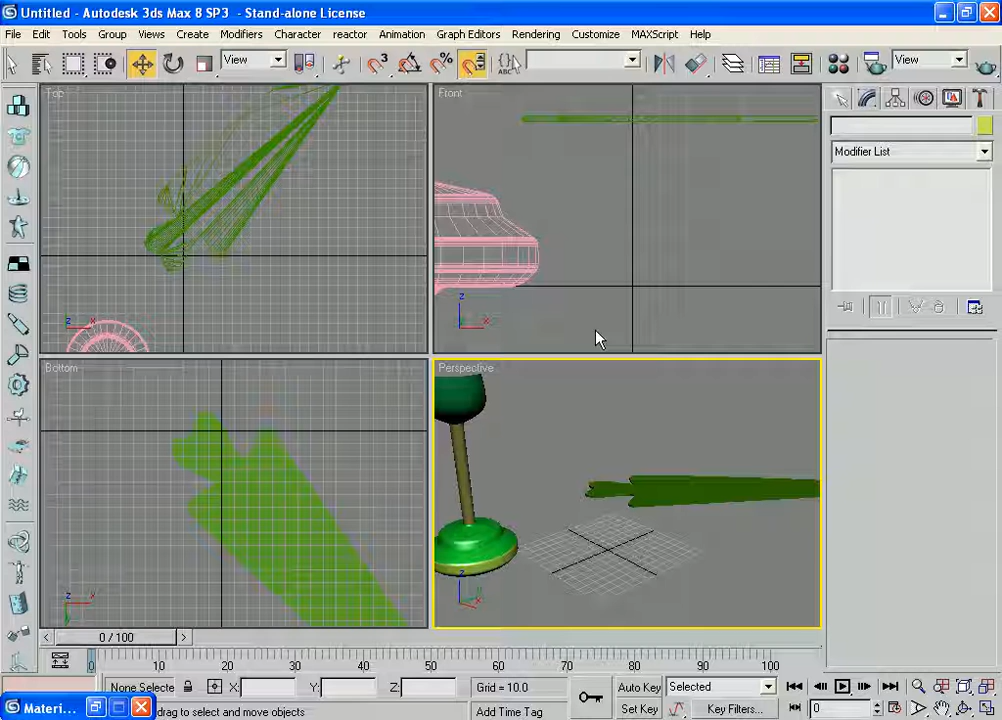 Untitled - Autodesk 3ds Max 8 SP3 - Stand-alone License
File Edit Tools Group Views Create Modifiers Character reactor Animation Graph Editors Rendering Customize MAXScript Help
View
View
Top
Front
Modifier List
Bottom
Perspective
0 / 100
0 10 20 30 40 50 60 70 80 90 100
None Selecte X: Y: Z: Grid = 10.0 Auto Key Selected
Materi... drag to select and move objects Add Time Tag Set Key Key Filters... 0